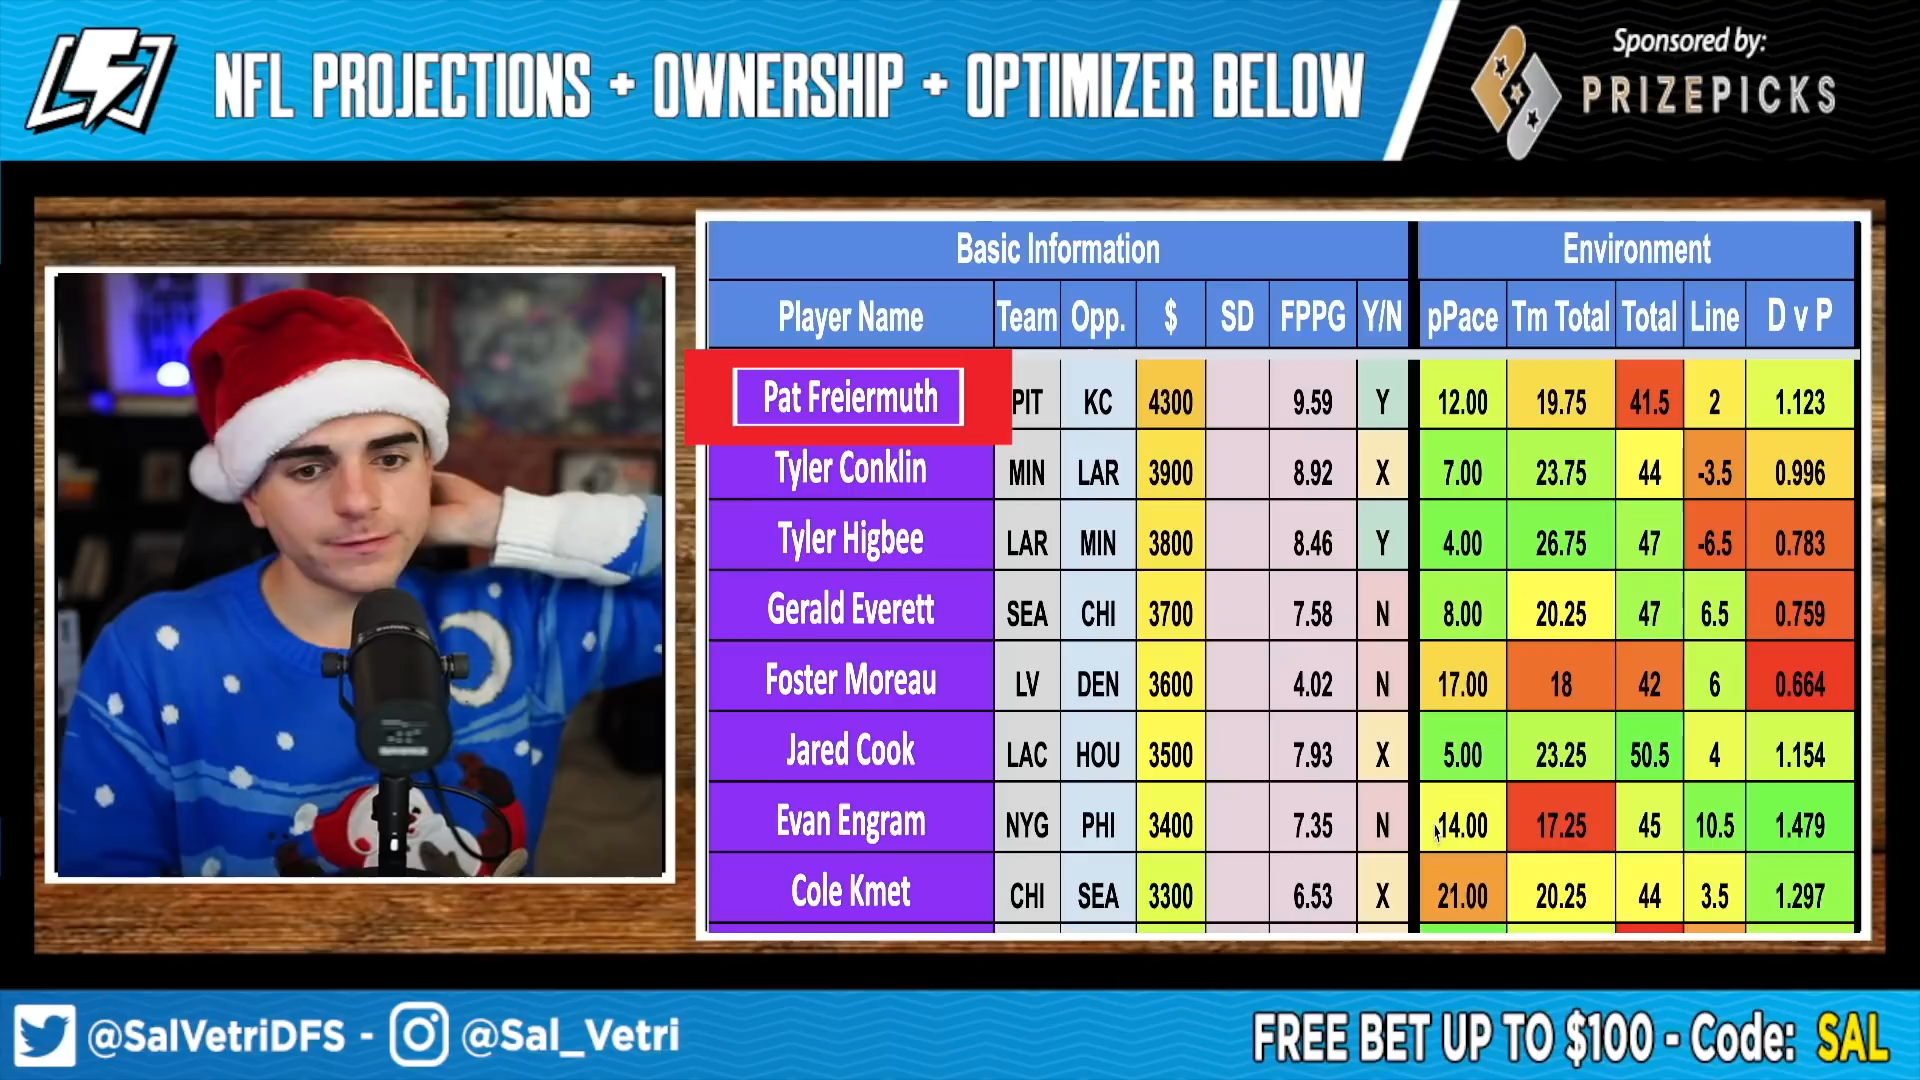 NFL PROJECTIONS + OWNERSHIP + OPTIMIZER BELOW
Sponsored by:
PRIZEPICKS
Basic Information Environment
Player Name Team Opp. $ SD FPPG Y/N pPace Tm Total Total Line D v P
Pat Freiermuth PIT KC 4300 9.59 Y 12.00 19.75 41.5 2 1.123
Tyler Conklin MIN LAR 3900 8.92 X 7.00 23.75 44 -3.5 0.996
Tyler Higbee LAR MIN 3800 8.46 Y 4.00 26.75 47 -6.5 0.783
Gerald Everett SEA CHI 3700 7.58 N 8.00 20.25 47 6.5 0.759
Foster Moreau LV DEN 3600 4.02 N 17.00 18 42 6 0.664
Jared Cook LAC HOU 3500 7.93 X 5.00 23.25 50.5 4 1.154
Evan Engram NYG PHI 3400 7.35 N 14.00 17.25 45 10.5 1.479
Cole Kmet CHI SEA 3300 6.53 X 21.00 20.25 44 3.5 1.297
@SalVetriDFS - @Sal_Vetri
FREE BET UP TO $100 - Code: SAL